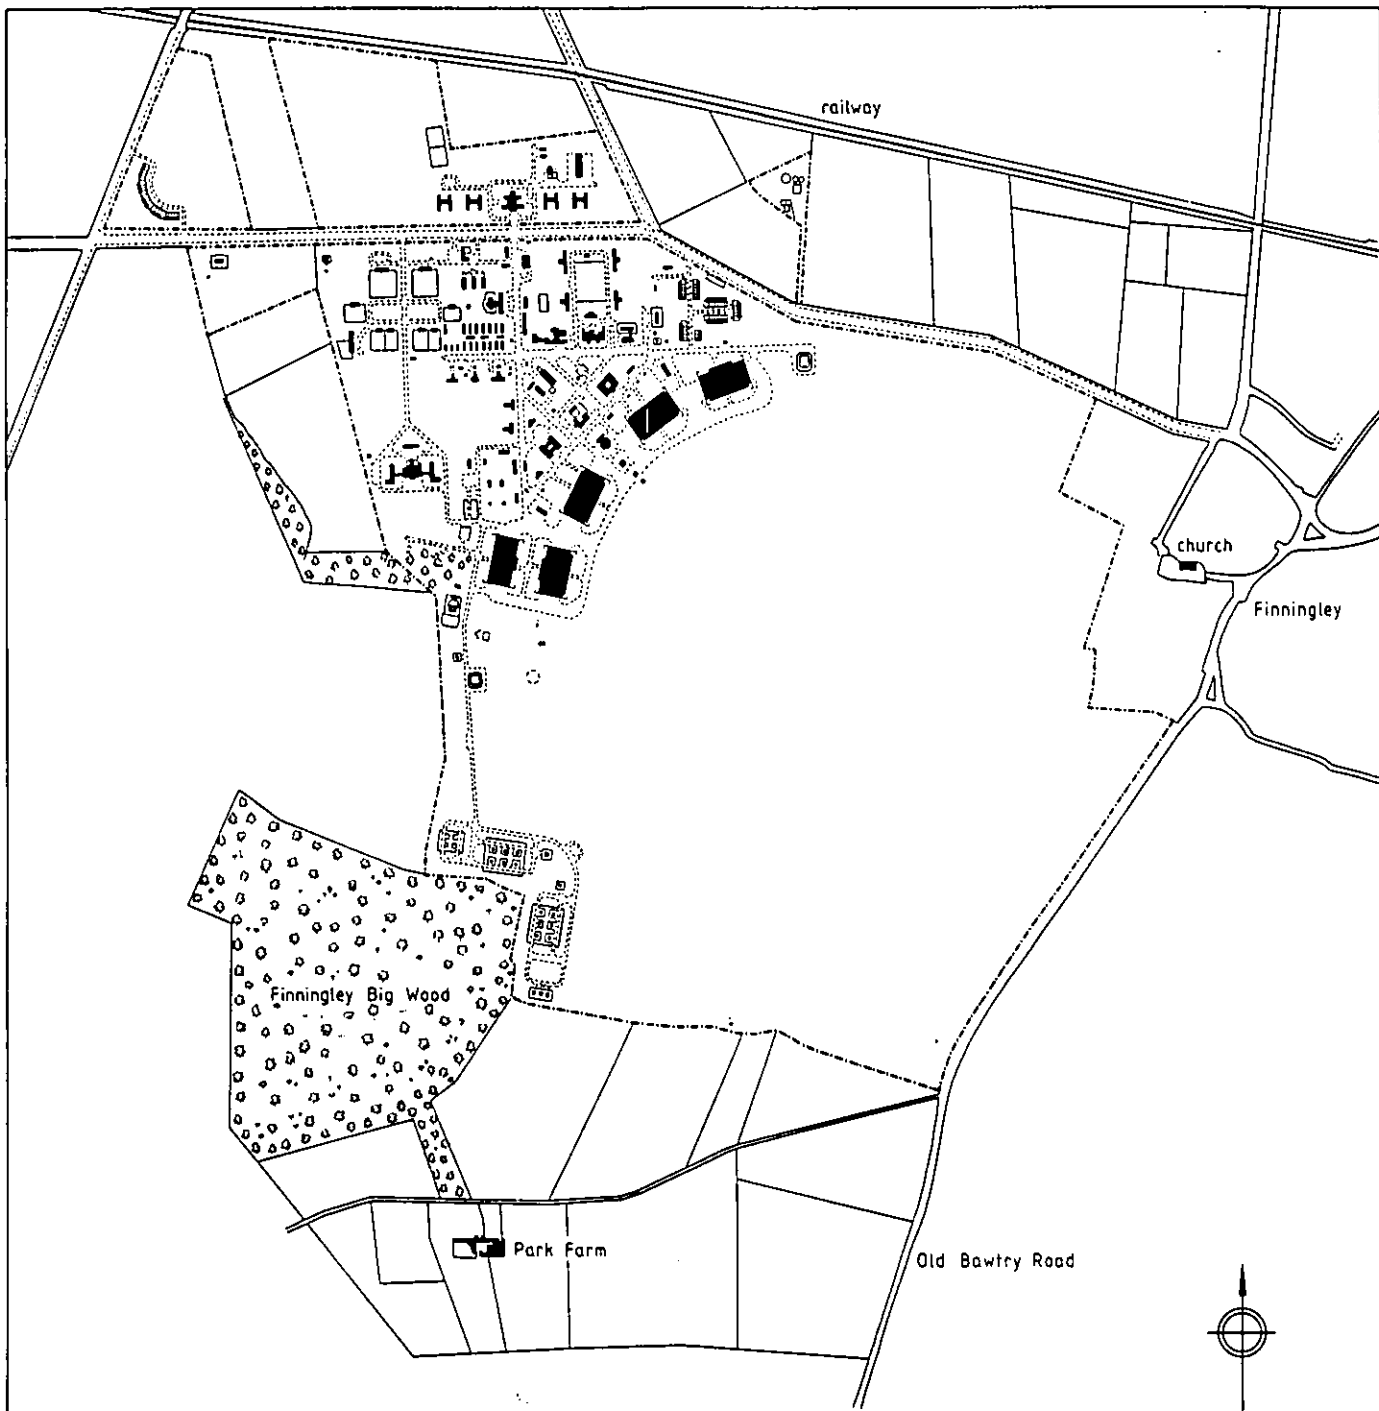 railway
church
Finningley
Finningley Big Wood
Park Farm
Old Bawtry Road